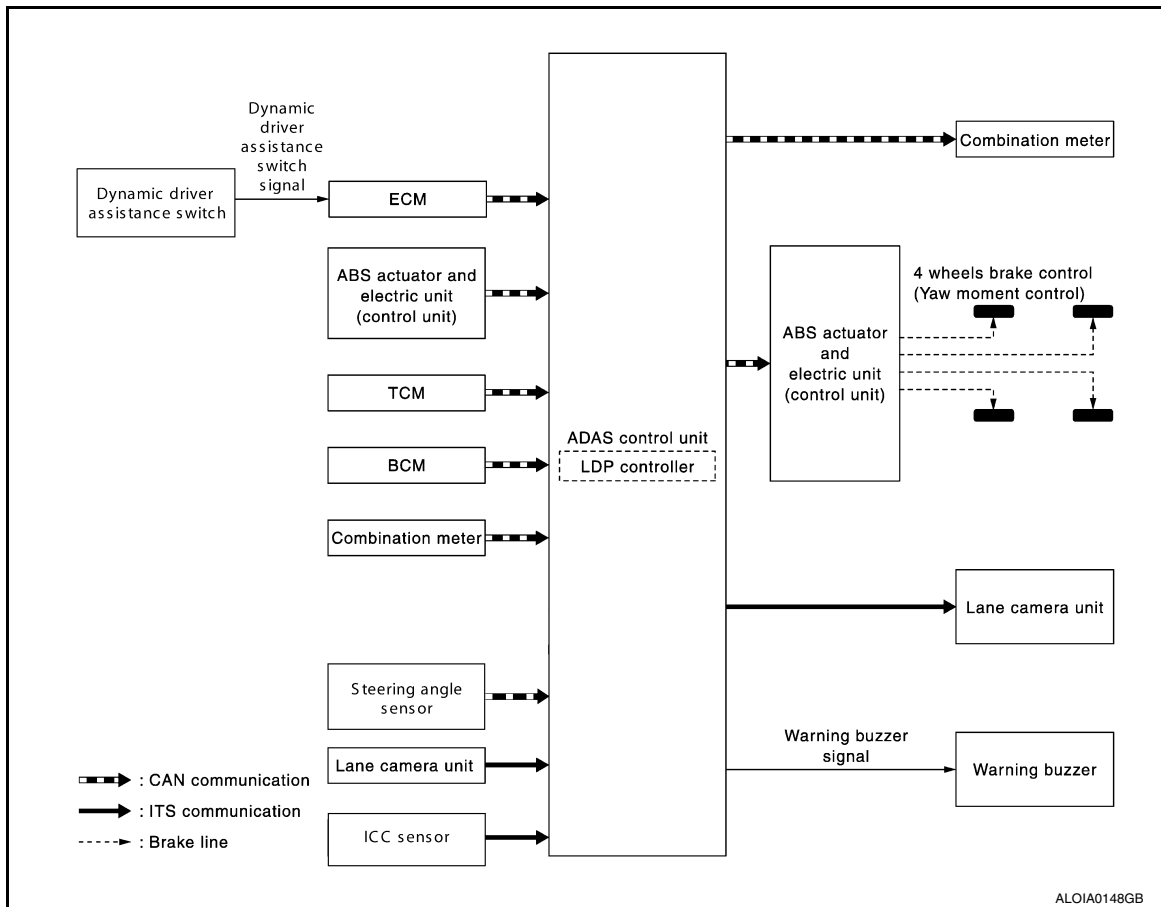 Dynamic
driver
assistance
switch
signal
Dynamic driver
assistance switch
ECM
ABS actuator and
electric unit
(control unit)
TCM
BCM
Combination meter
Steering angle
sensor
Lane camera unit
ICC sensor
ADAS control unit
LDP controller
Combination meter
4 wheels brake control
(Yaw moment control)
ABS actuator
and
electric unit
(control unit)
Lane camera unit
Warning buzzer
signal
Warning buzzer
: CAN communication
: ITS communication
: Brake line
ALOIA0148GB